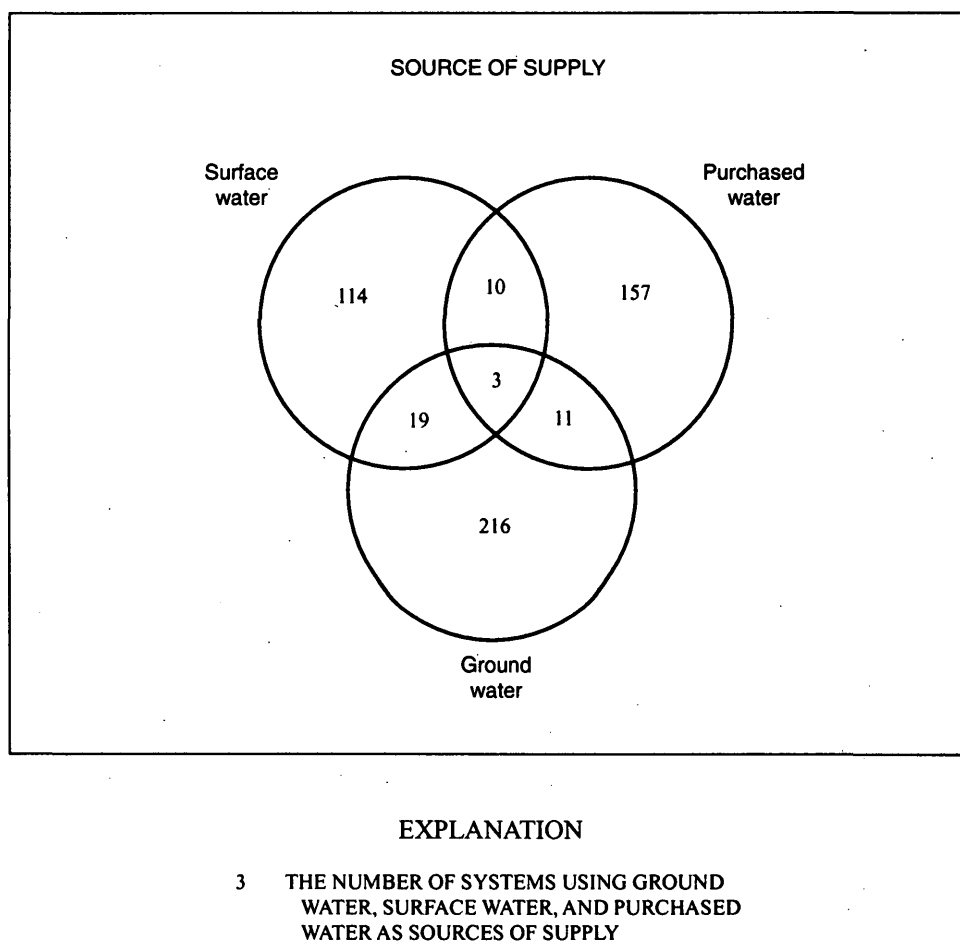 SOURCE OF SUPPLY
Surface
water
Purchased
water
114
10
157
3
19
11
216
Ground
water
EXPLANATION
3 THE NUMBER OF SYSTEMS USING GROUND
WATER, SURFACE WATER, AND PURCHASED
WATER AS SOURCES OF SUPPLY